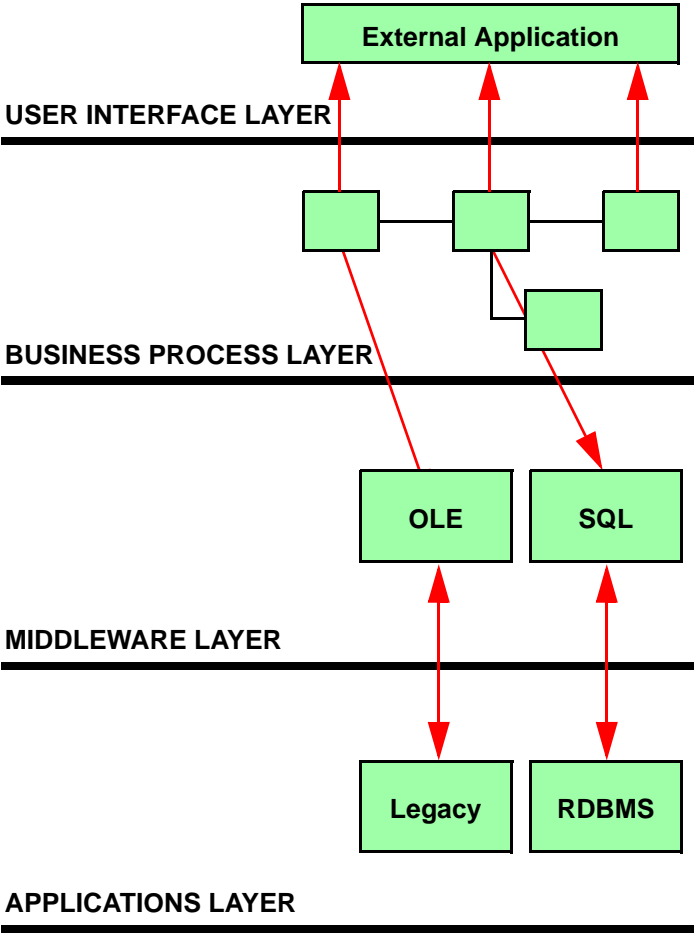 External Application
USER INTERFACE LAYER
BUSINESS PROCESS LAYER
OLE
SQL
MIDDLEWARE LAYER
Legacy
RDBMS
APPLICATIONS LAYER